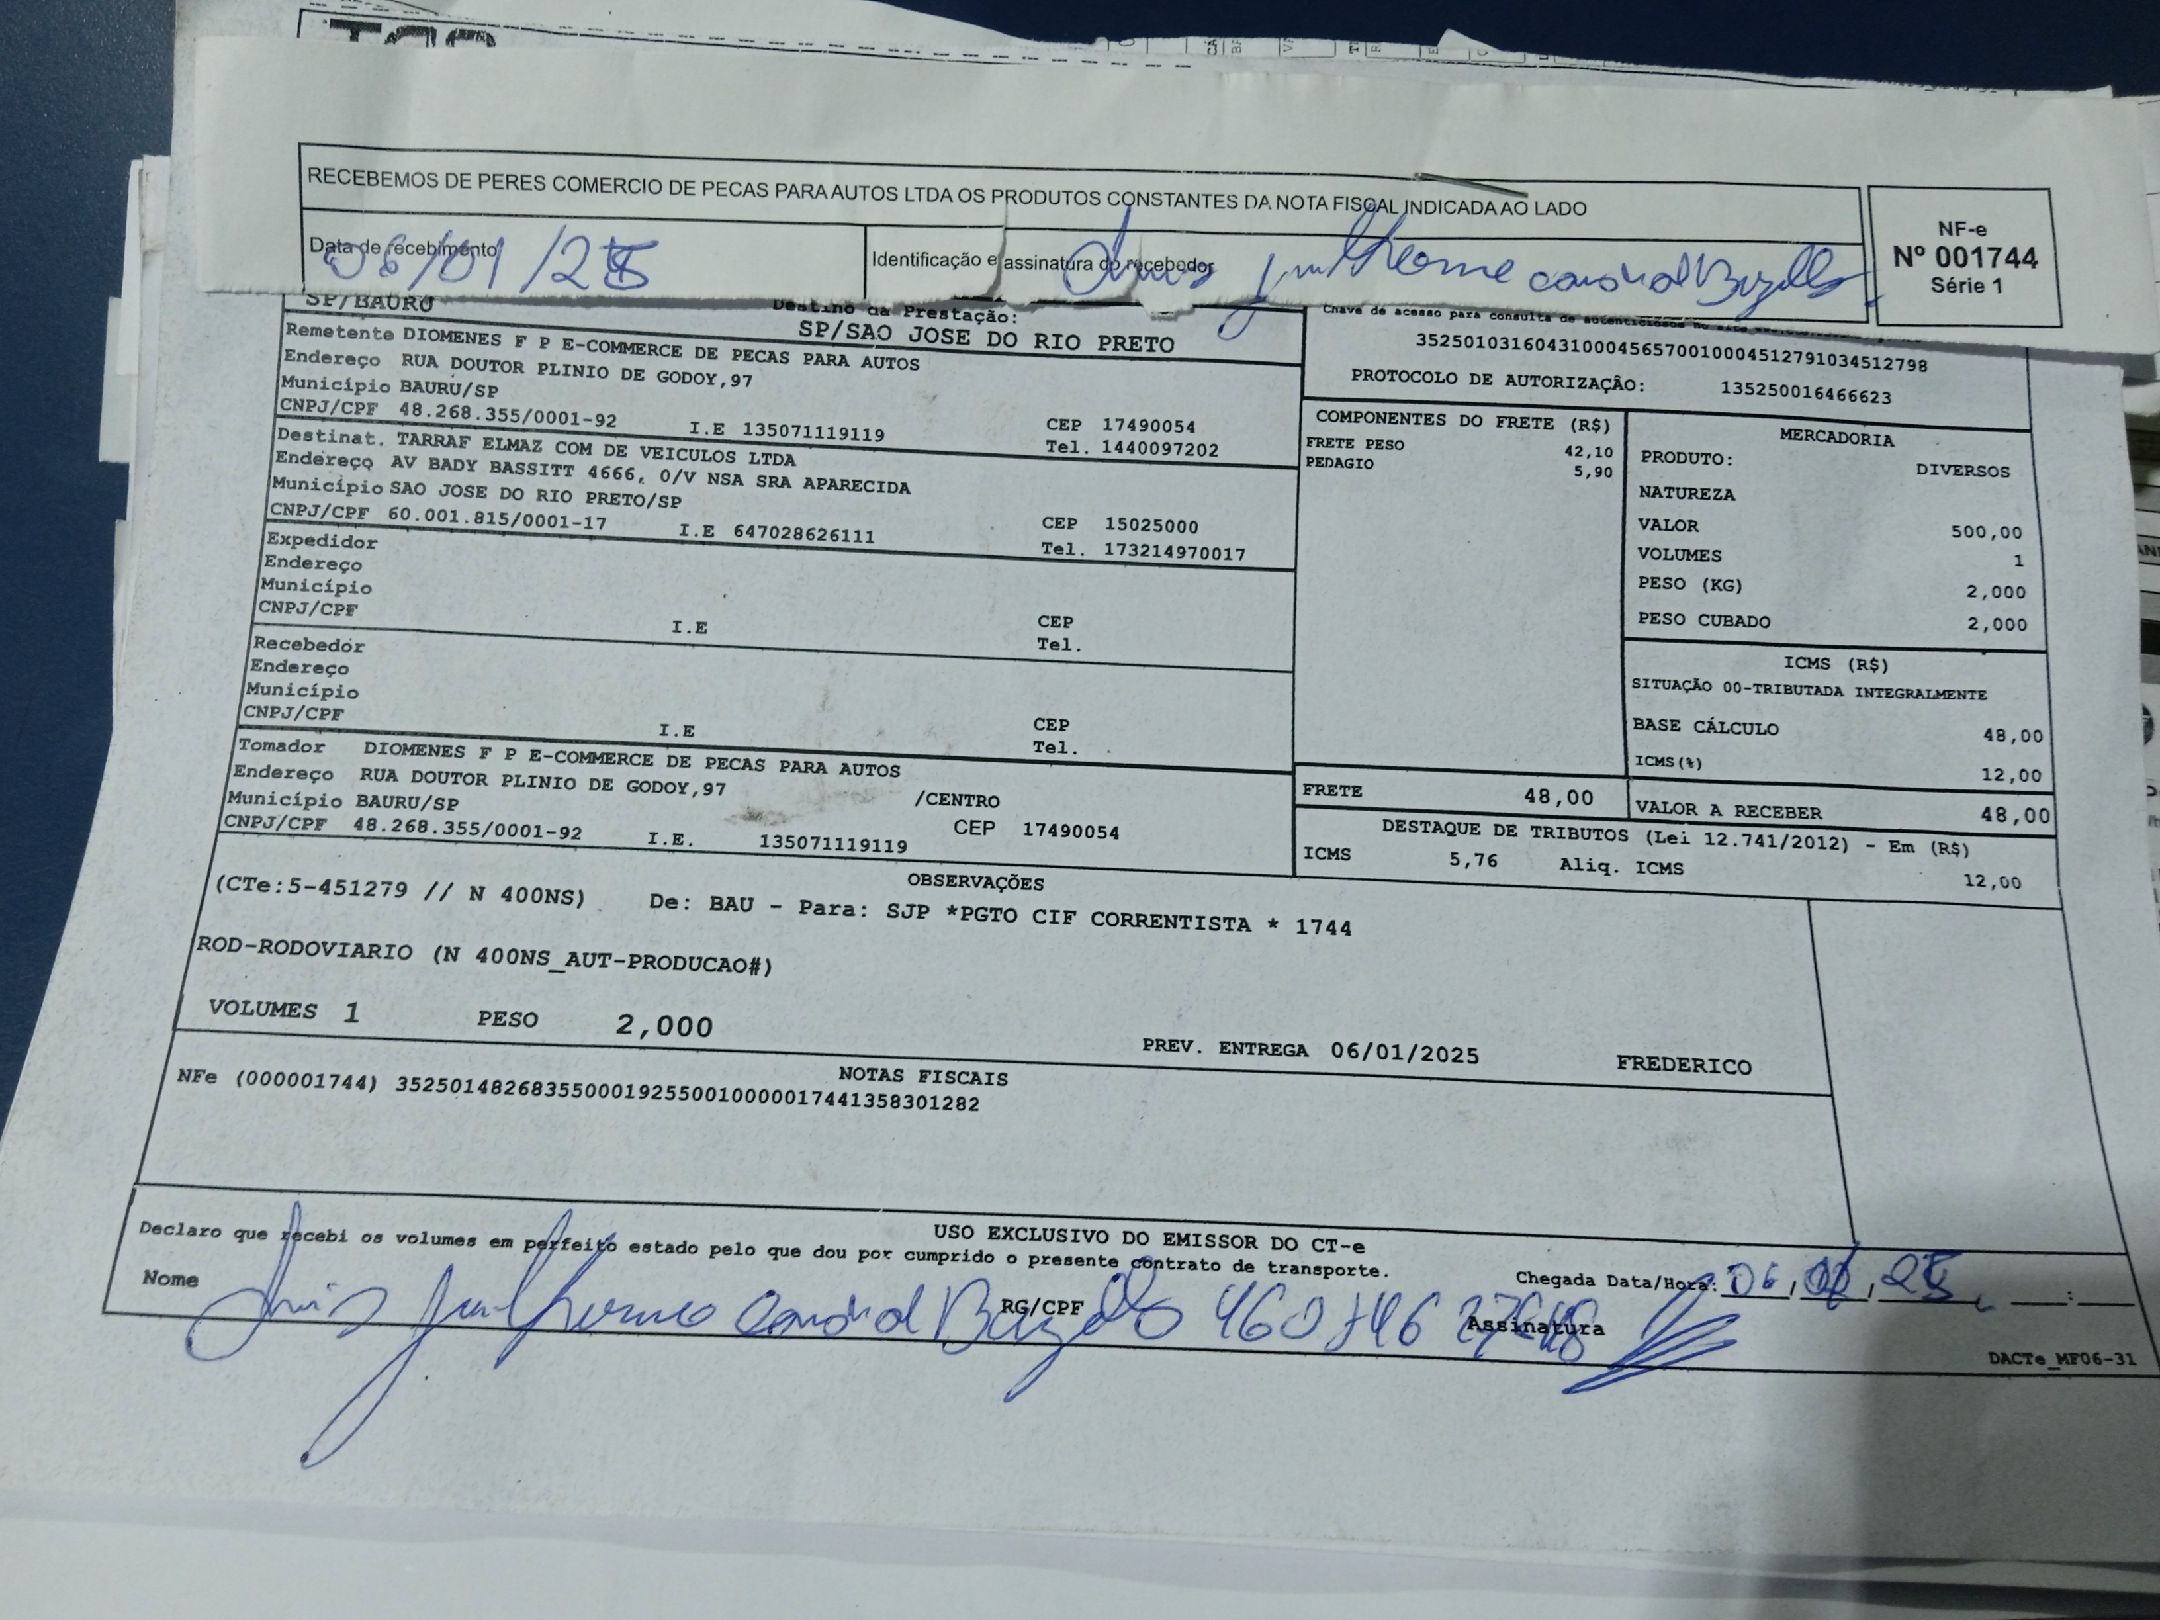 RECEBEMOS DE PERES COMERCIO DE PECAS PARA AUTOS LTDA OS PRODUTOS CONSTANTES DA NOTA FISCAL INDICADA AO LADO
Data de recebimento
06/01/25
Identificação e assinatura do recebedor
NF-e
Nº 001744
Série 1
SP/BAURU
Destino da Prestação:
SP/SAO JOSE DO RIO PRETO
Chave de acesso para consulta de
35250103160431000456570010004512791034512798
PROTOCOLO DE AUTORIZAÇÃO: 135250016466623
Remetente DIOMENES F P E-COMMERCE DE PECAS PARA AUTOS
Endereço RUA DOUTOR PLINIO DE GODOY,97
Município BAURU/SP
CEP 17490054
CNPJ/CPF 48.268.355/0001-92 I.E 135071119119
Tel. 1440097202
Destinat. TARRAF ELMAZ COM DE VEICULOS LTDA
Endereço AV BADY BASSITT 4666, 0/V NSA SRA APARECIDA
Município SAO JOSE DO RIO PRETO/SP
CEP 15025000
CNPJ/CPF 60.001.815/0001-17 I.E 647028626111
Tel. 173214970017
Expedidor
Endereço
Município
CEP
CNPJ/CPF I.E
Tel.
Recebedor
Endereço
Município
CEP
CNPJ/CPF I.E
Tel.
Tomador DIOMENES F P E-COMMERCE DE PECAS PARA AUTOS
Endereço RUA DOUTOR PLINIO DE GODOY,97 /CENTRO
Município BAURU/SP
CEP 17490054
CNPJ/CPF 48.268.355/0001-92 I.E. 135071119119
COMPONENTES DO FRETE (R$)
FRETE PESO 42,10
PEDAGIO 5,90
MERCADORIA
PRODUTO: DIVERSOS
NATUREZA
VALOR 500,00
VOLUMES 1
PESO (KG) 2,000
PESO CUBADO 2,000
ICMS (R$)
SITUAÇÃO 00-TRIBUTADA INTEGRALMENTE
BASE CÁLCULO 48,00
ICMS(%) 12,00
FRETE 48,00
VALOR A RECEBER 48,00
DESTAQUE DE TRIBUTOS (Lei 12.741/2012) - Em (R$)
ICMS 5,76 Aliq. ICMS 12,00
OBSERVAÇÕES
(CTe:5-451279 // N 400NS) De: BAU - Para: SJP *PGTO CIF CORRENTISTA * 1744
ROD-RODOVIARIO (N 400NS_AUT-PRODUCAO#)
VOLUMES 1 PESO 2,000
PREV. ENTREGA 06/01/2025 FREDERICO
NOTAS FISCAIS
NFe (000001744) 35250148268355000192550010000017441358301282
USO EXCLUSIVO DO EMISSOR DO CT-e
Declaro que recebi os volumes em perfeito estado pelo que dou por cumprido o presente contrato de transporte.
Nome Luis Guilherme
RG/CPF
Assinatura
Chegada Data/Hora: 06
DACTe_MF06-31